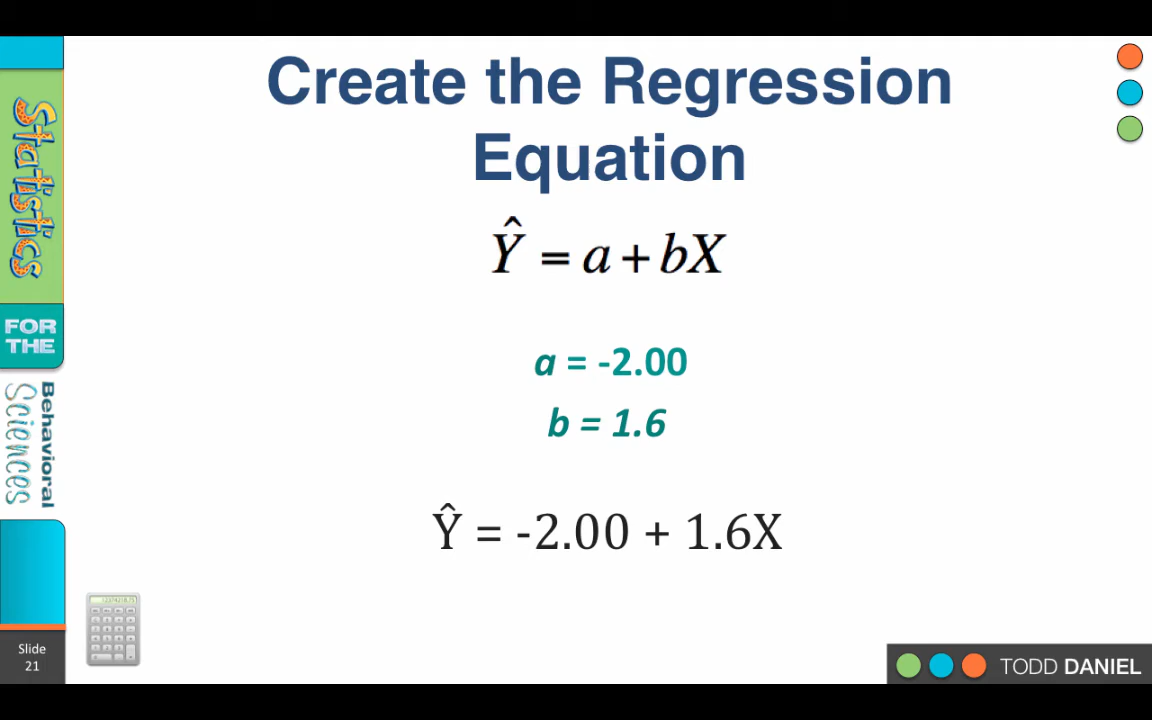 Create the Regression
Equation
Ŷ = a + bX
a = -2.00
b = 1.6
Ŷ = -2.00 + 1.6X
Statistics
FOR
THE
Behavioral
Sciences
Slide
21
TODD DANIEL